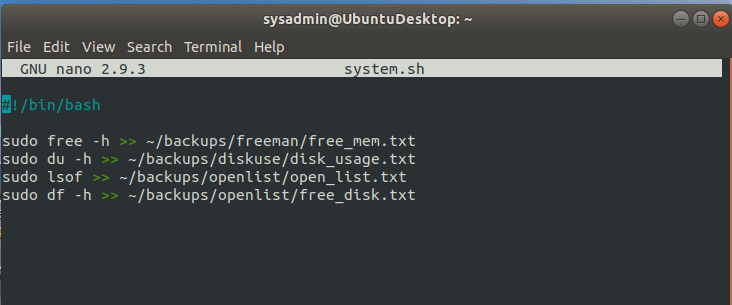 sysadmin@UbuntuDesktop: ~
File Edit View Search Terminal Help
GNU nano 2.9.3 system.sh
#!/bin/bash
sudo free -h >> ~/backups/freeman/free_mem.txt
sudo du -h >> ~/backups/diskuse/disk_usage.txt
sudo lsof >> ~/backups/openlist/open_list.txt
sudo df -h >> ~/backups/openlist/free_disk.txt